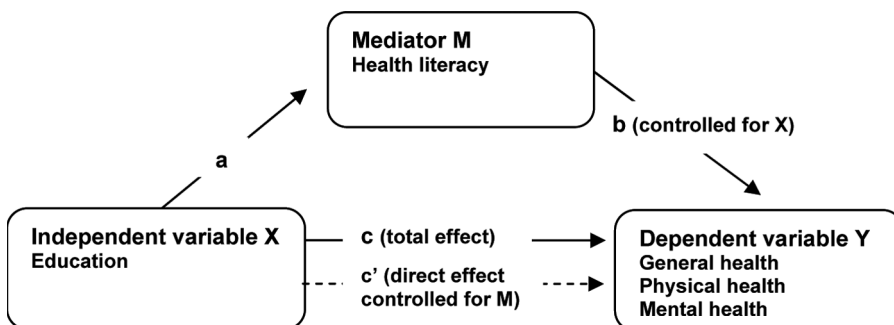 Mediator M
Health literacy
b (controlled for X)
a
Independent variable X
Education
c (total effect)
c’ (direct effect
controlled for M)
Dependent variable Y
General health
Physical health
Mental health